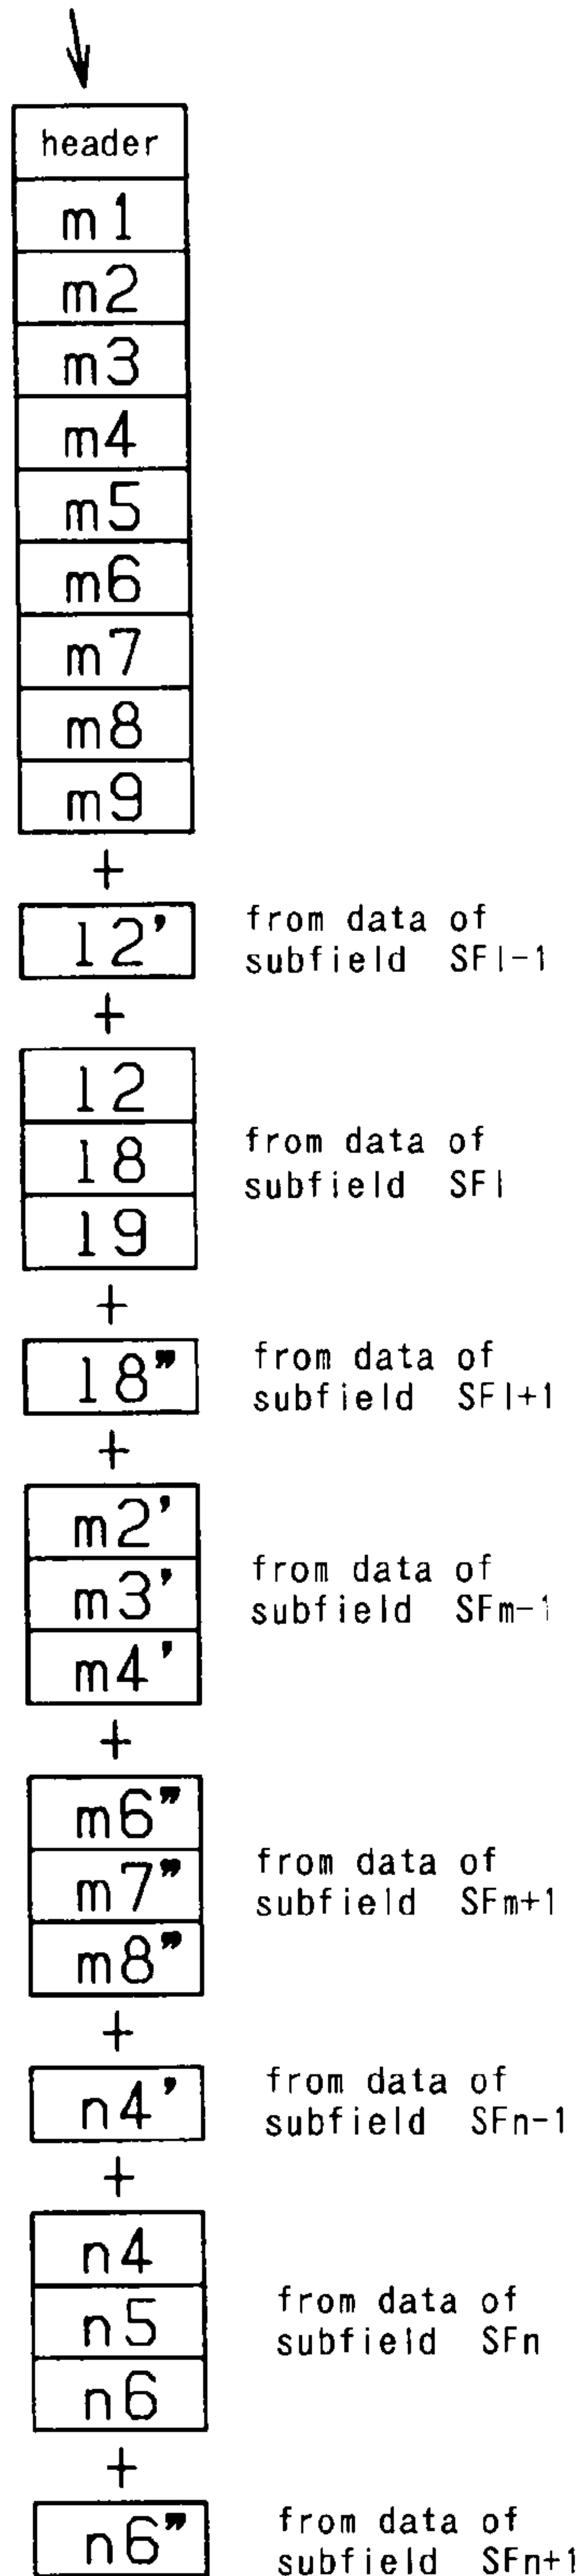 header
m1
m2
m3
m4
m5
m6
m7
m8
m9
+
l2’ from data of
subfield SFl-1
+
l2
l8 from data of
subfield SFl
l9
+
l8” from data of
subfield SFl+1
+
m2’
m3’ from data of
subfield SFm-1
m4’
+
m6”
m7” from data of
subfield SFm+1
m8”
+
n4’ from data of
subfield SFn-1
+
n4
n5 from data of
subfield SFn
n6
+
n6” from data of
subfield SFn+1